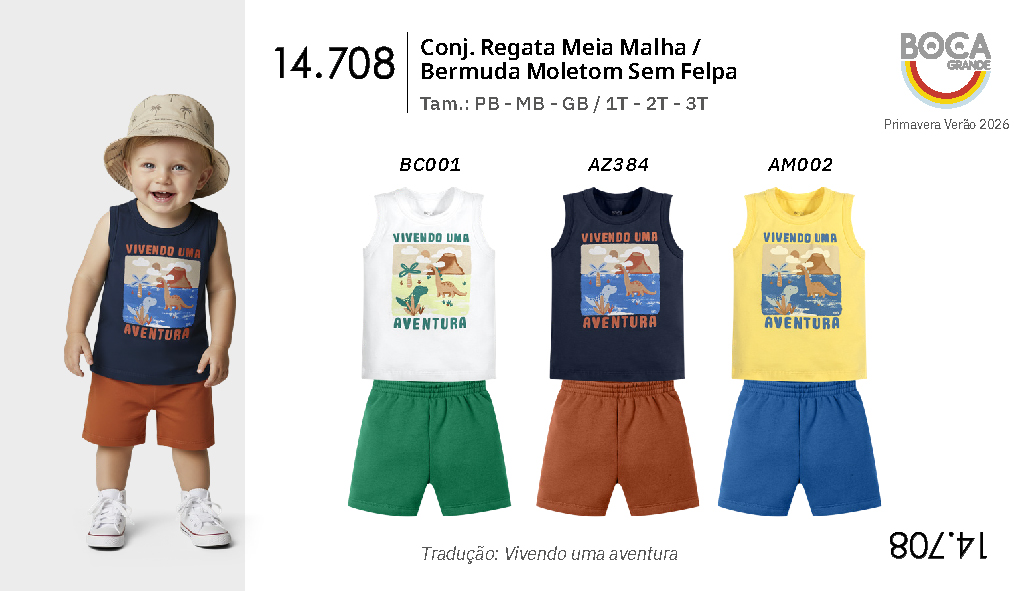 14.708
Conj. Regata Meia Malha /
Bermuda Moletom Sem Felpa
Tam.: PB - MB - GB / 1T - 2T - 3T
BOCA
GRANDE
Primavera Verão 2026
BC001
AZ384
AM002
VIVENDO UMA
AVENTURA
VIVENDO UMA
AVENTURA
VIVENDO UMA
AVENTURA
VIVENDO UMA
AVENTURA
Tradução: Vivendo uma aventura
14.708